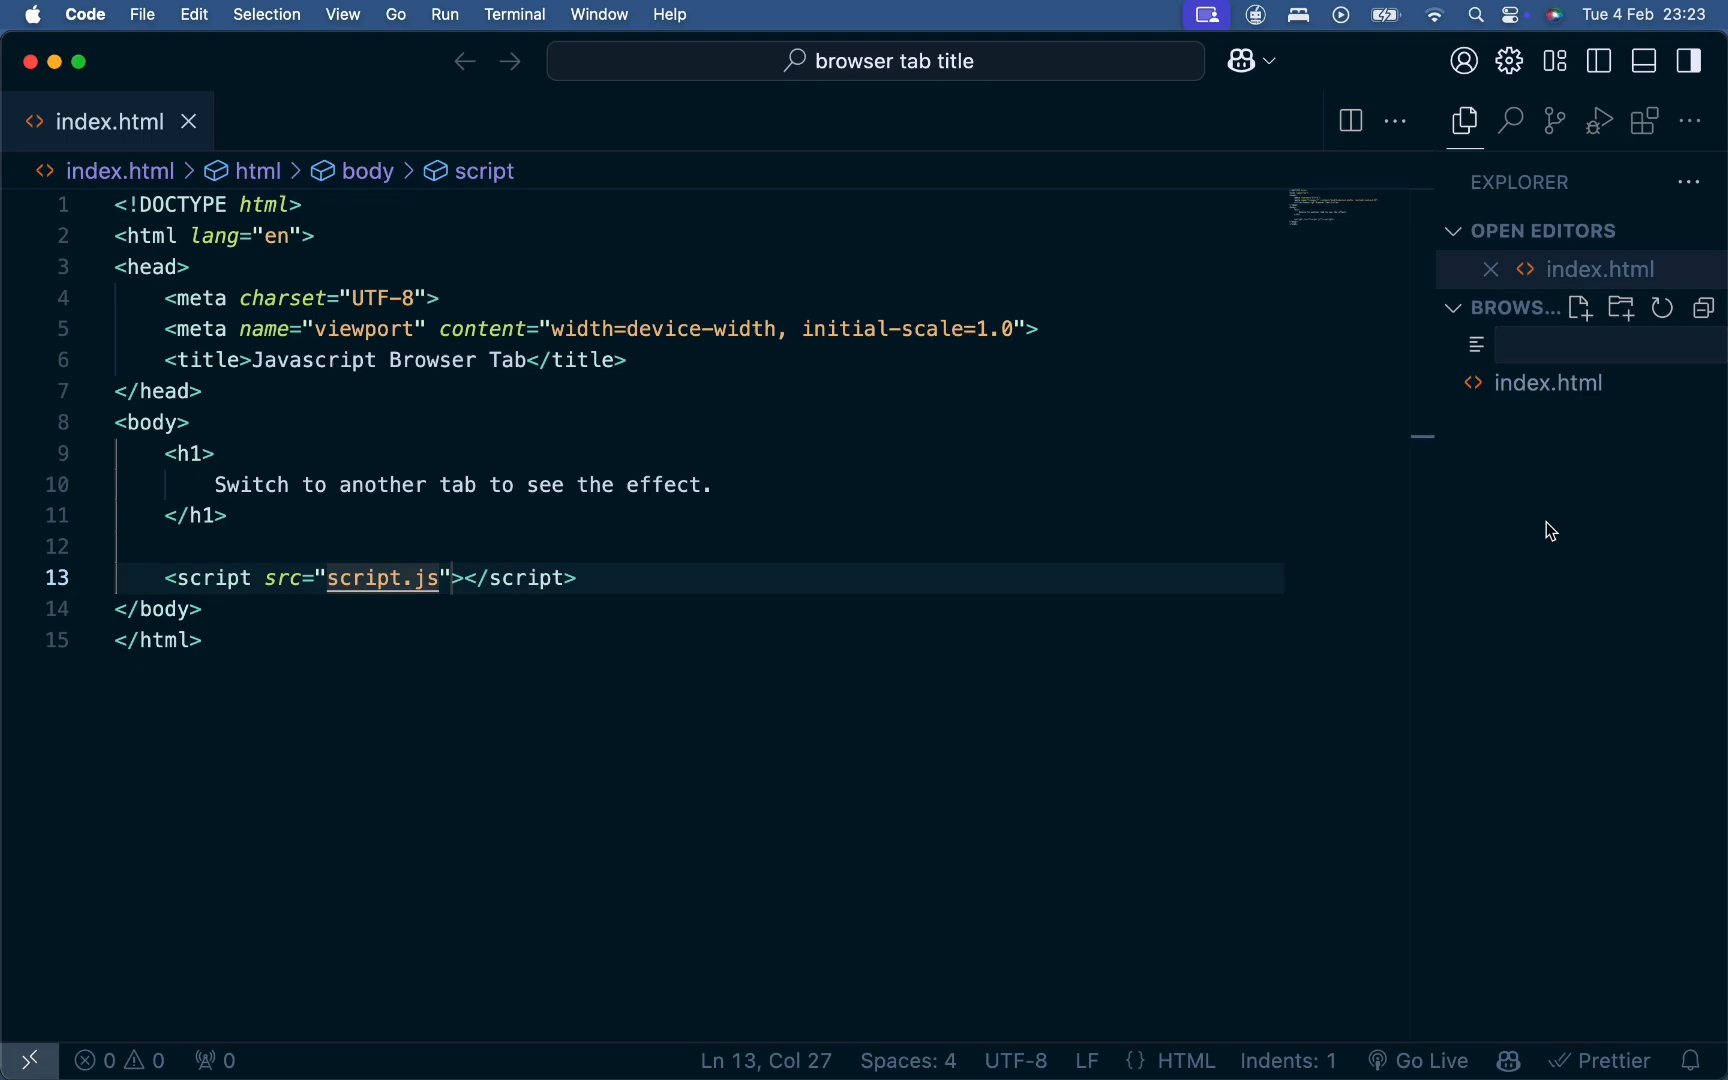 Code File Edit Selection View Go Run Terminal Window Help Tue 4 Feb 23:23
browser tab title
index.html
index.html > html > body > script
1 <!DOCTYPE html>
2 <html lang="en">
3 <head>
4 <meta charset="UTF-8">
5 <meta name="viewport" content="width=device-width, initial-scale=1.0">
6 <title>Javascript Browser Tab</title>
7 </head>
8 <body>
9 <h1>
10 Switch to another tab to see the effect.
11 </h1>
12
13 <script src="script.js"></script>
14 </body>
15 </html>
EXPLORER
OPEN EDITORS
index.html
BROWS...
index.html
0 0 0 Ln 13, Col 27 Spaces: 4 UTF-8 LF {} HTML Indents: 1 Go Live Prettier